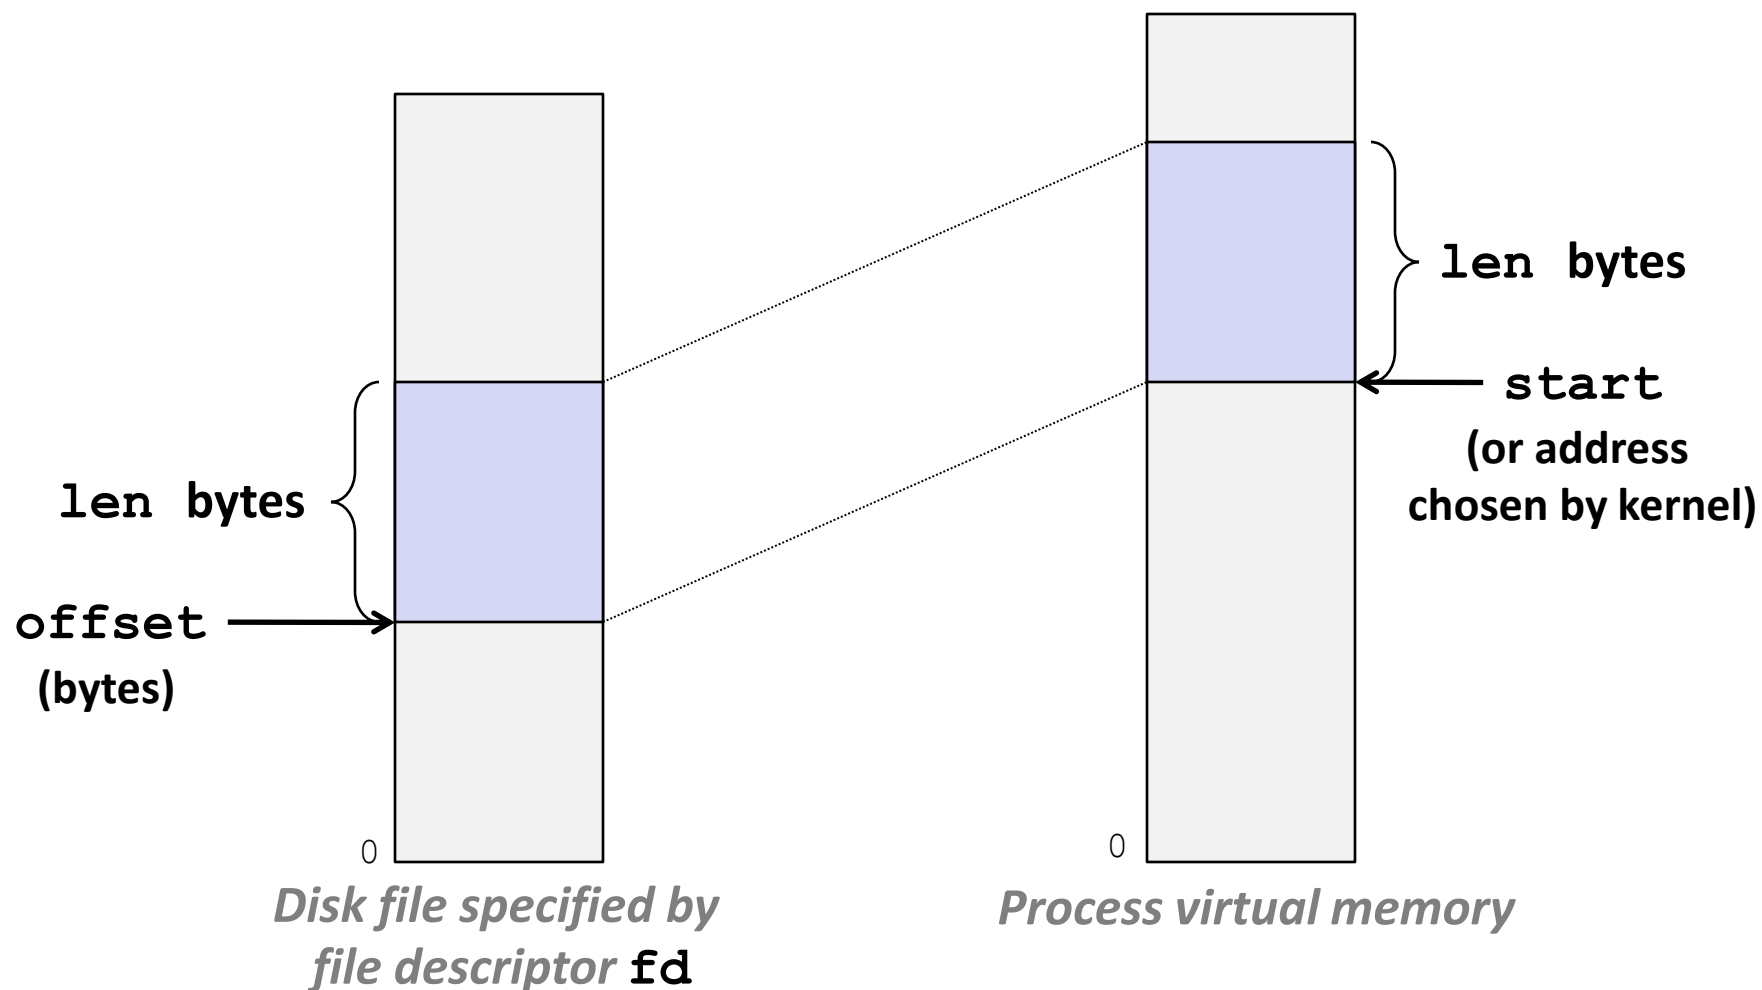 len bytes
start
(or address
chosen by kernel)
len bytes
offset
(bytes)
0
0
Disk file specified by
file descriptor fd
Process virtual memory